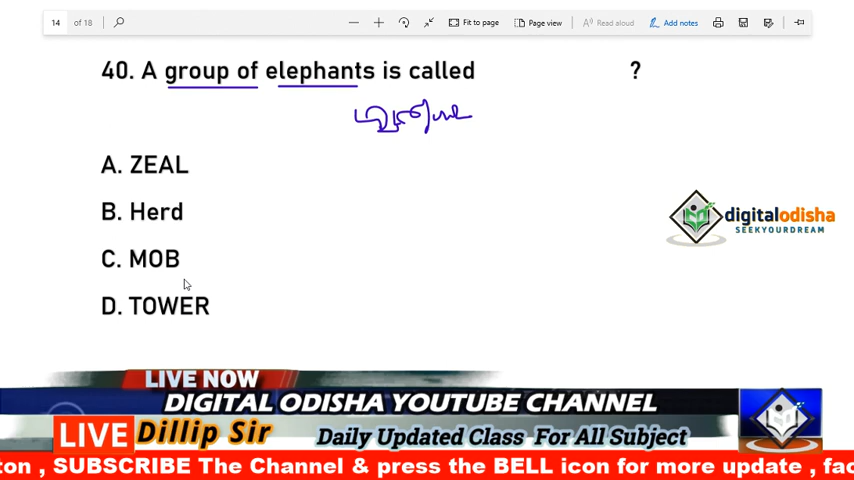 14 of 18 Fit to page Page view Read aloud Add notes
40. A group of elephants is called ?
A. ZEAL
B. Herd
C. MOB
D. TOWER
digitalodisha
SEEKYOURDREAM
LIVE NOW
DIGITAL ODISHA YOUTUBE CHANNEL
LIVE Dillip Sir Daily Updated Class For All Subject
ton , SUBSCRIBE The Channel & press the BELL icon for more update , fac